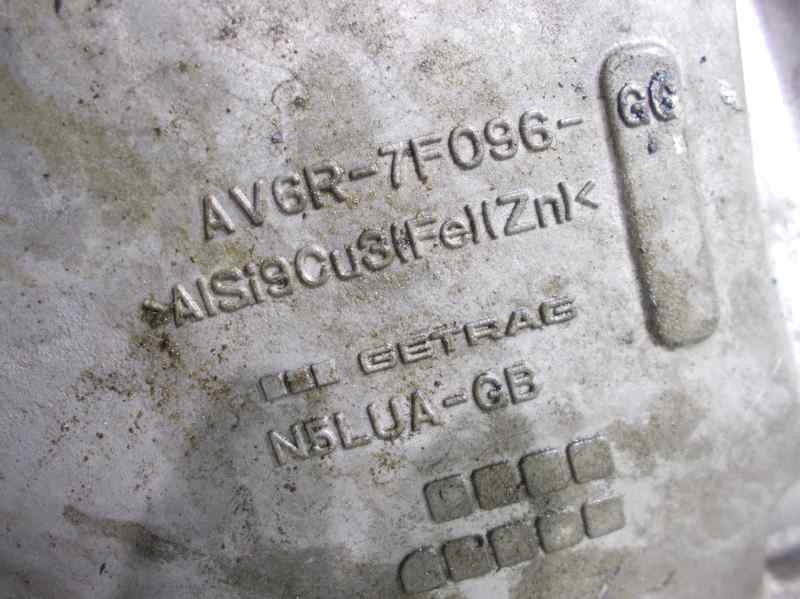 AV6R-7F096-GG
>AlSi9Cu3(Fe)(Zn)<
GETRAG
N5LUA-GB